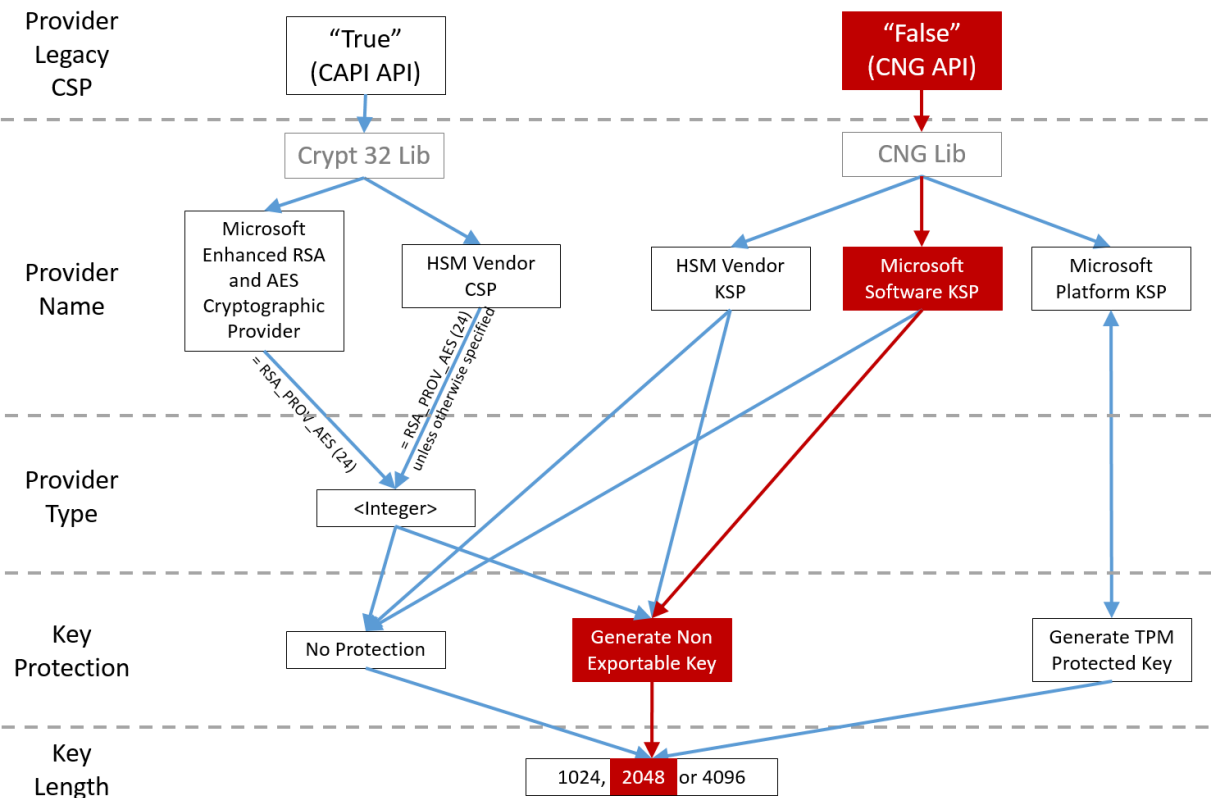 Provider
Legacy
CSP
“True”
(CAPI API)
“False”
(CNG API)
Crypt 32 Lib
CNG Lib
Provider
Name
Microsoft
Enhanced RSA
and AES
Cryptographic
Provider
HSM Vendor
CSP
HSM Vendor
KSP
Microsoft
Software KSP
Microsoft
Platform KSP
= RSA_PROV_AES (24)
= RSA_PROV_AES (24)
unless otherwise specified
Provider
Type
<Integer>
Key
Protection
No Protection
Generate Non
Exportable Key
Generate TPM
Protected Key
Key
Length
1024, 2048 or 4096